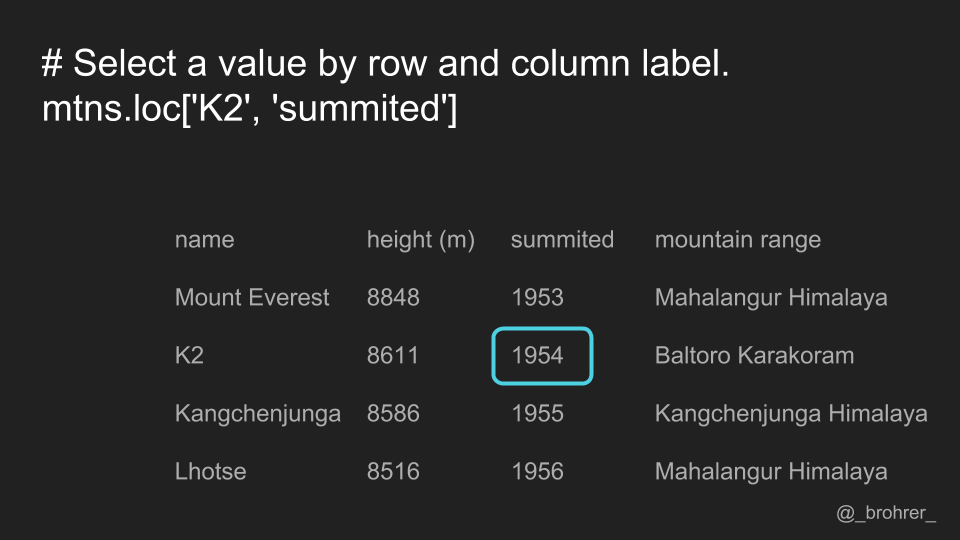 # Select a value by row and column label.
mtns.loc['K2', 'summited']
name height (m) summited mountain range
Mount Everest 8848 1953 Mahalangur Himalaya
K2 8611 1954 Baltoro Karakoram
Kangchenjunga 8586 1955 Kangchenjunga Himalaya
Lhotse 8516 1956 Mahalangur Himalaya
@_brohrer_